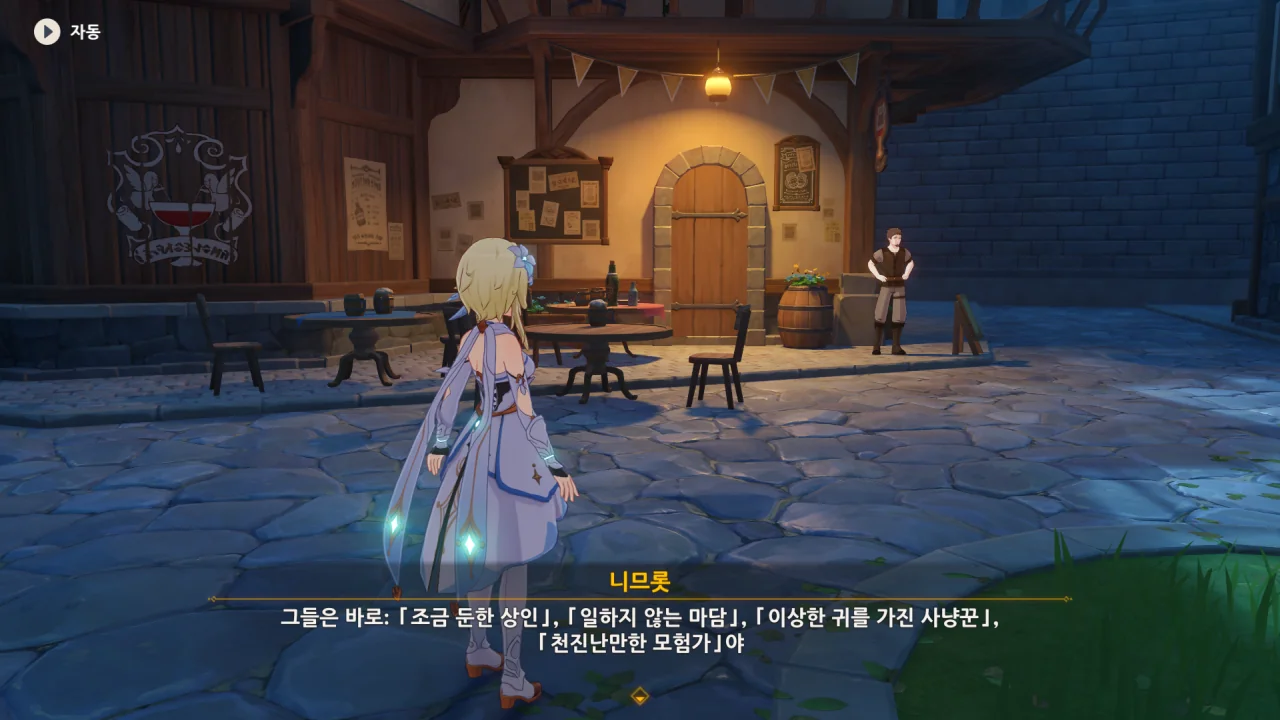 자동
니므롯
그들은 바로: 「조금 둔한 상인」, 「일하지 않는 마담」, 「이상한 귀를 가진 사냥꾼」,
「천진난만한 모험가」야